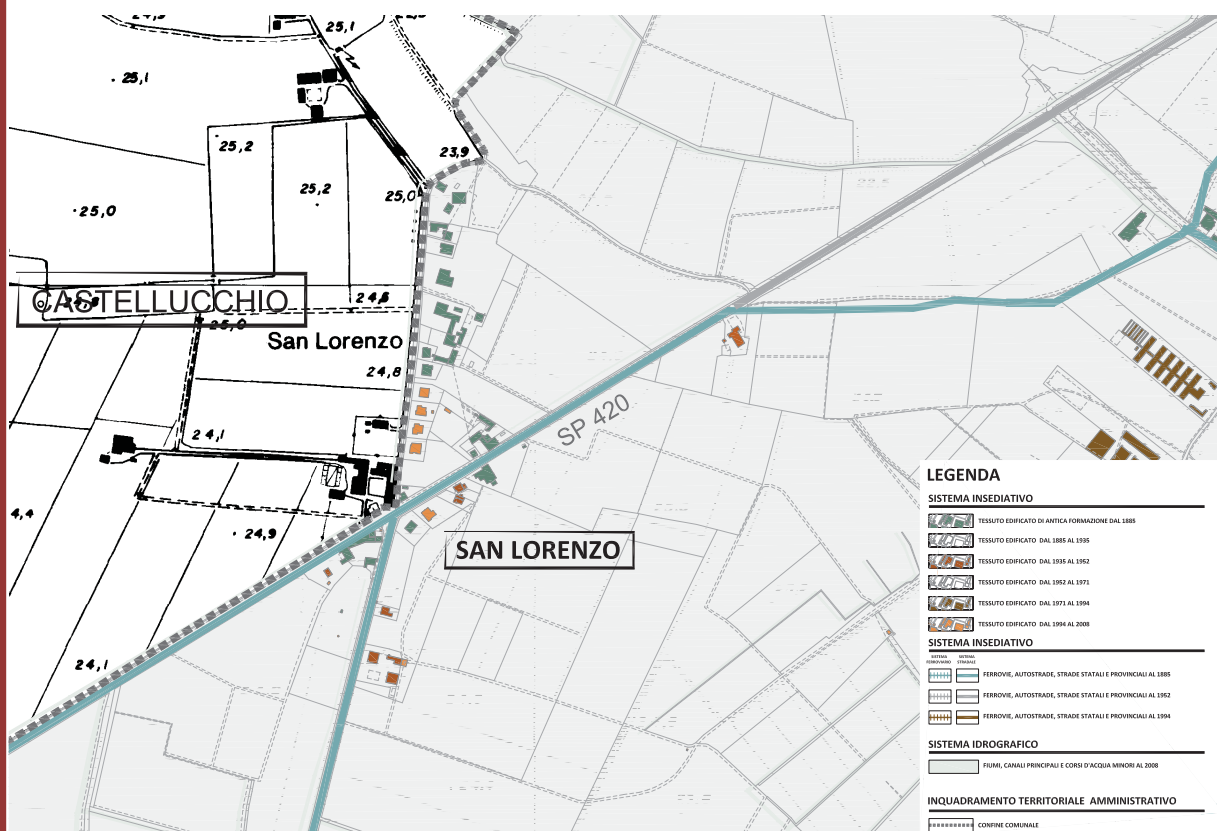 25,1
25,1
25,2
23,9
25,2
25,0
25,0
24,8
CASTELLUCCHIO
25,0
San Lorenzo
24,8
SP 420
24,1
4,4
24,9
SAN LORENZO
24,1
LEGENDA
SISTEMA INSEDIATIVO
TESSUTO EDIFICATO DI ANTICA FORMAZIONE DAL 1885
TESSUTO EDIFICATO DAL 1885 AL 1935
TESSUTO EDIFICATO DAL 1935 AL 1952
TESSUTO EDIFICATO DAL 1952 AL 1971
TESSUTO EDIFICATO DAL 1971 AL 1994
TESSUTO EDIFICATO DAL 1994 AL 2008
SISTEMA INSEDIATIVO
SISTEMA FERROVIARIO
SISTEMA STRADALE
FERROVIE, AUTOSTRADE, STRADE STATALI E PROVINCIALI AL 1885
FERROVIE, AUTOSTRADE, STRADE STATALI E PROVINCIALI AL 1952
FERROVIE, AUTOSTRADE, STRADE STATALI E PROVINCIALI AL 1994
SISTEMA IDROGRAFICO
FIUMI, CANALI PRINCIPALI E CORSI D'ACQUA MINORI AL 2008
INQUADRAMENTO TERRITORIALE AMMINISTRATIVO
CONFINE COMUNALE